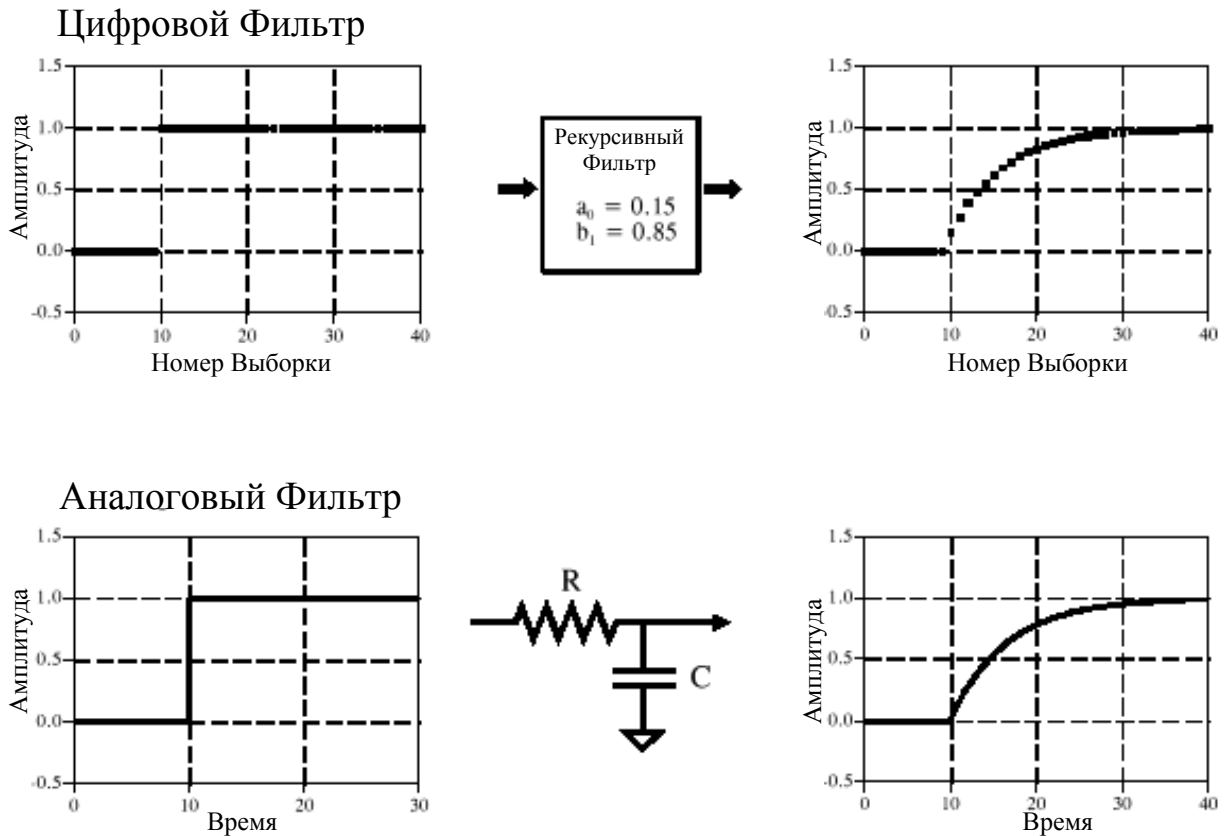 Цифровой Фильтр
1.5
1.0
0.5
0.0
-0.5
0 10 20 30 40
Амплитуда
Номер Выборки
Рекурсивный
Фильтр
a₀ = 0.15
b₁ = 0.85
1.5
1.0
0.5
0.0
-0.5
0 10 20 30 40
Амплитуда
Номер Выборки
Аналоговый Фильтр
1.5
1.0
0.5
0.0
-0.5
0 10 20 30
Амплитуда
Время
R
C
1.5
1.0
0.5
0.0
-0.5
0 10 20 30 40
Амплитуда
Время